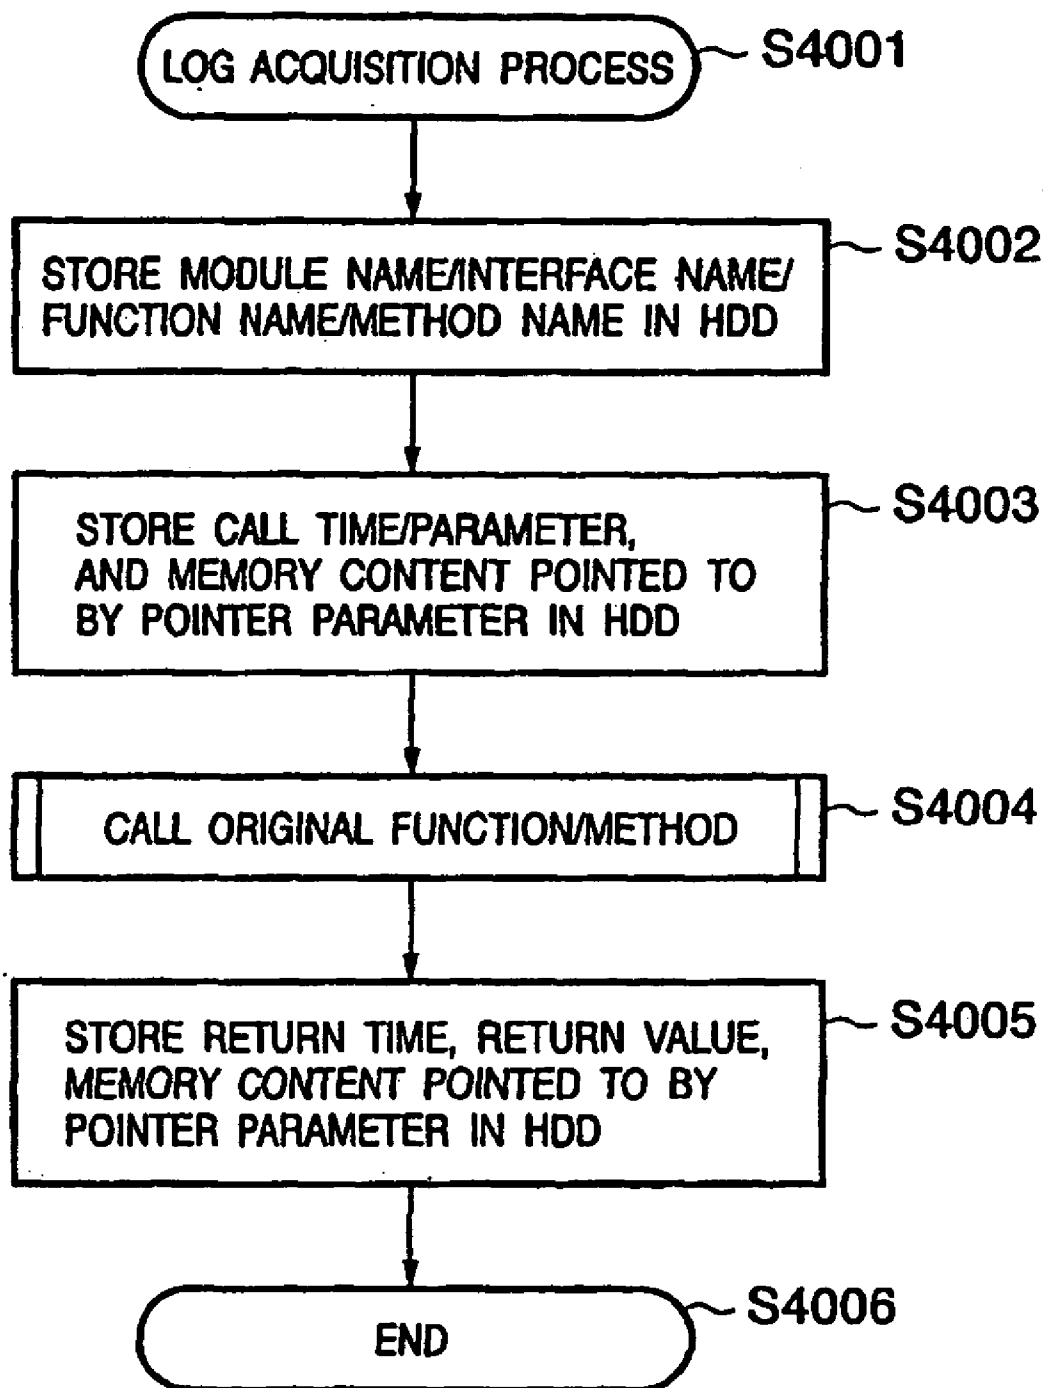 LOG ACQUISITION PROCESS
S4001
STORE MODULE NAME/INTERFACE NAME/
FUNCTION NAME/METHOD NAME IN HDD
S4002
STORE CALL TIME/PARAMETER,
AND MEMORY CONTENT POINTED TO
BY POINTER PARAMETER IN HDD
S4003
CALL ORIGINAL FUNCTION/METHOD
S4004
STORE RETURN TIME, RETURN VALUE,
MEMORY CONTENT POINTED TO BY
POINTER PARAMETER IN HDD
S4005
END
S4006